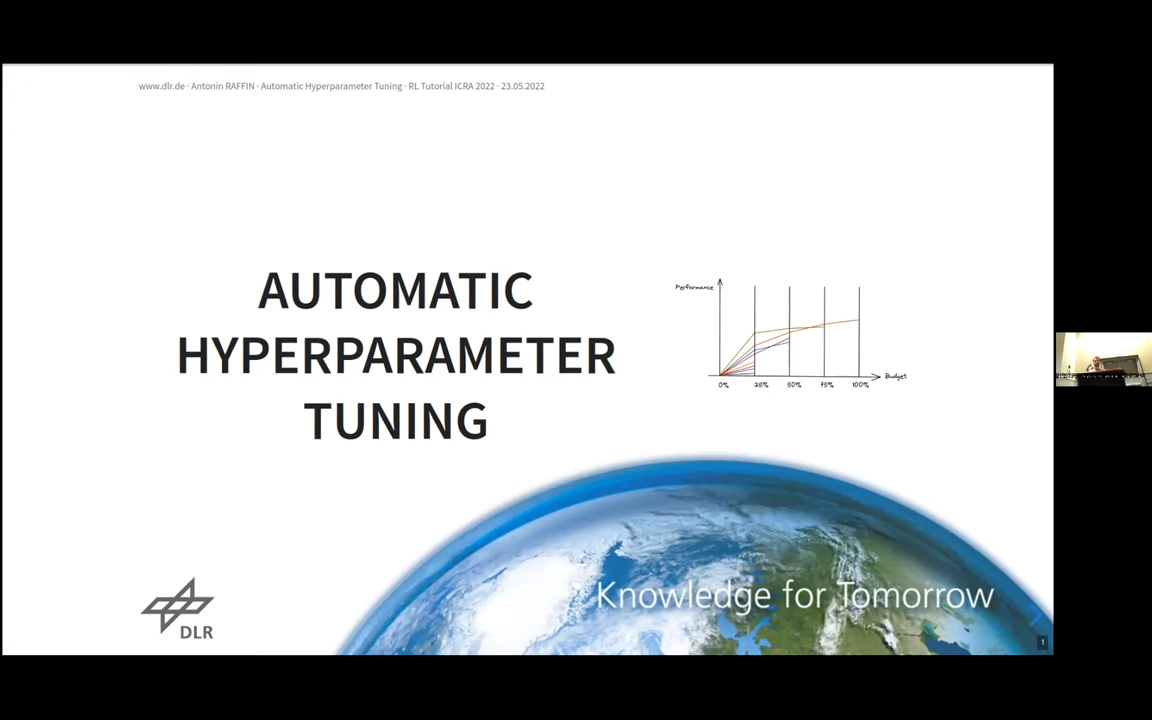 www.dlr.de · Antonin RAFFIN · Automatic Hyperparameter Tuning · RL Tutorial ICRA 2022 · 23.05.2022
AUTOMATIC
HYPERPARAMETER
TUNING
Performance
Budget
0% 25% 50% 75% 100%
Knowledge for Tomorrow
DLR
1